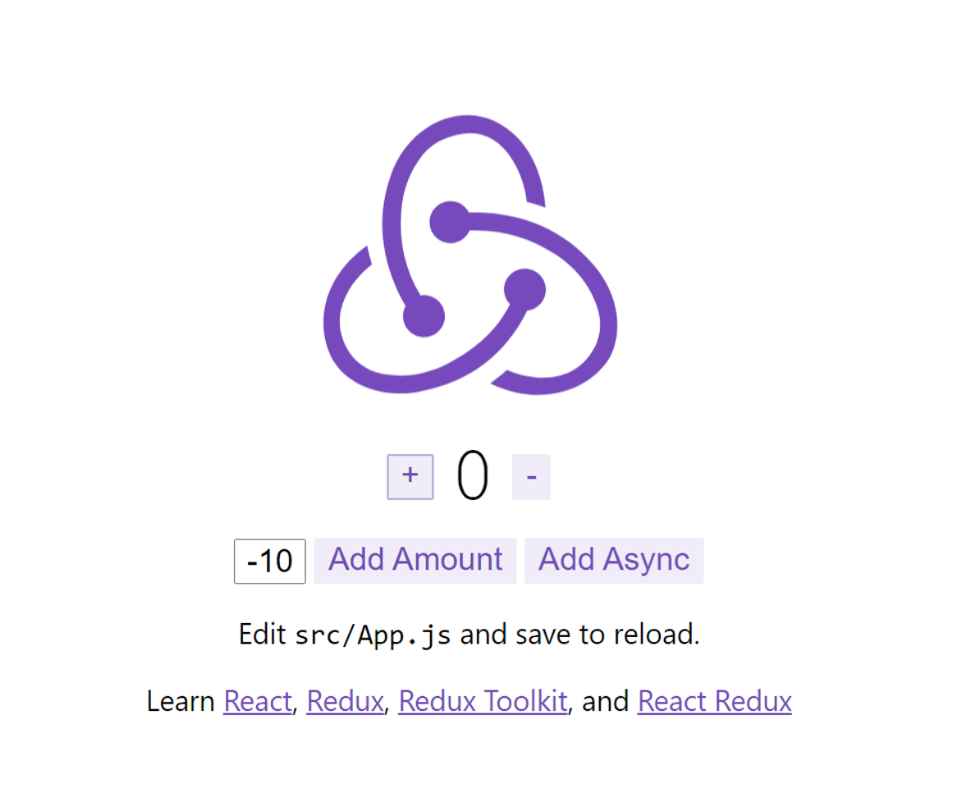 + 0 -
-10 Add Amount Add Async
Edit src/App.js and save to reload.
Learn React, Redux, Redux Toolkit, and React Redux